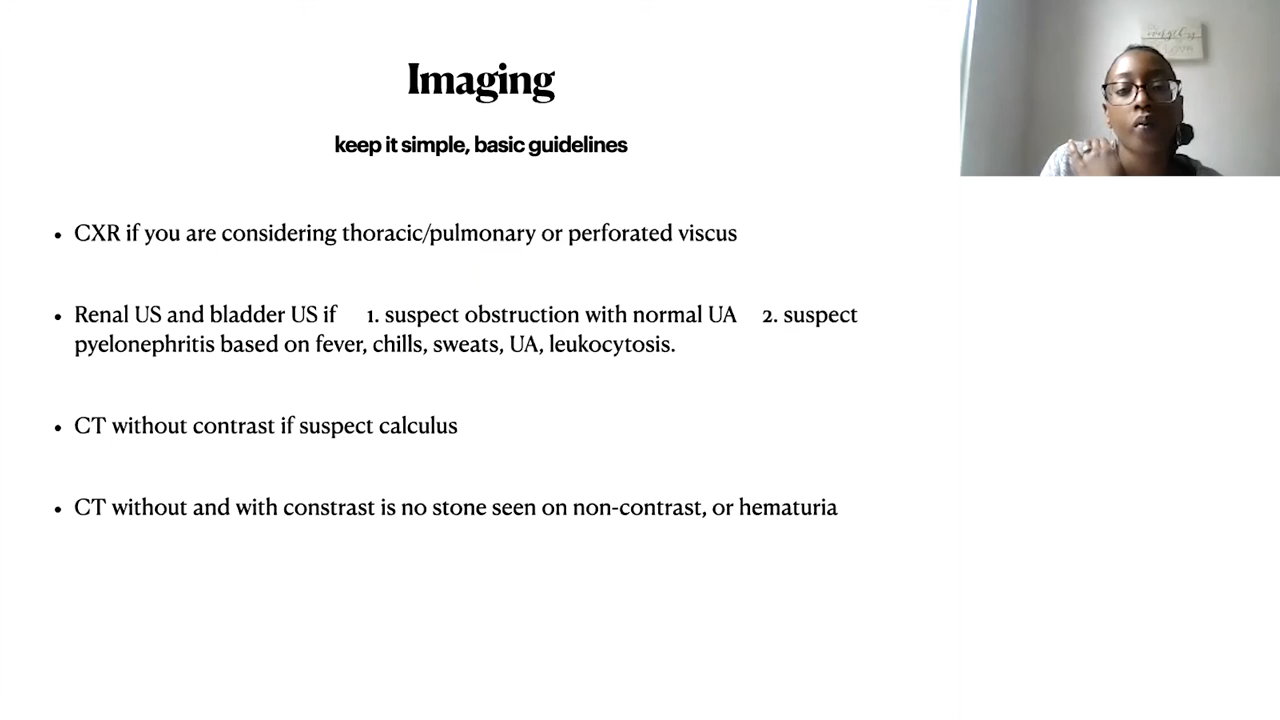 Imaging
keep it simple, basic guidelines
• CXR if you are considering thoracic/pulmonary or perforated viscus
• Renal US and bladder US if 1. suspect obstruction with normal UA 2. suspect
pyelonephritis based on fever, chills, sweats, UA, leukocytosis.
• CT without contrast if suspect calculus
• CT without and with constrast is no stone seen on non-contrast, or hematuria